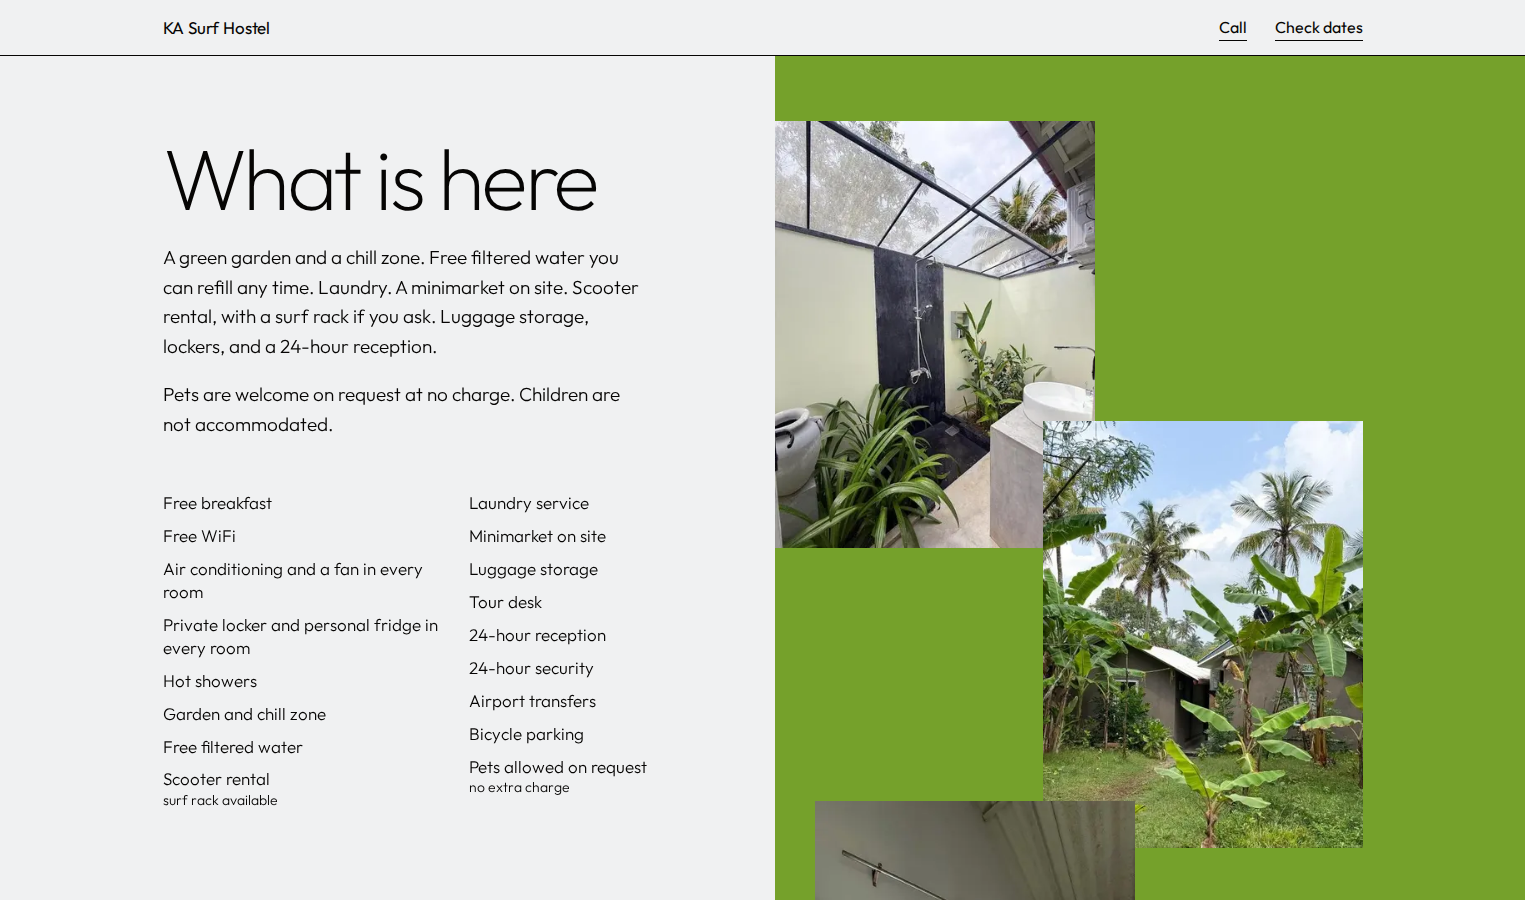 KA Surf Hostel
Call
Check dates
What is here
A green garden and a chill zone. Free filtered water you
can refill any time. Laundry. A minimarket on site. Scooter
rental, with a surf rack if you ask. Luggage storage,
lockers, and a 24-hour reception.
Pets are welcome on request at no charge. Children are
not accommodated.
Free breakfast
Free WiFi
Air conditioning and a fan in every
room
Private locker and personal fridge in
every room
Hot showers
Garden and chill zone
Free filtered water
Scooter rental
surf rack available
Laundry service
Minimarket on site
Luggage storage
Tour desk
24-hour reception
24-hour security
Airport transfers
Bicycle parking
Pets allowed on request
no extra charge